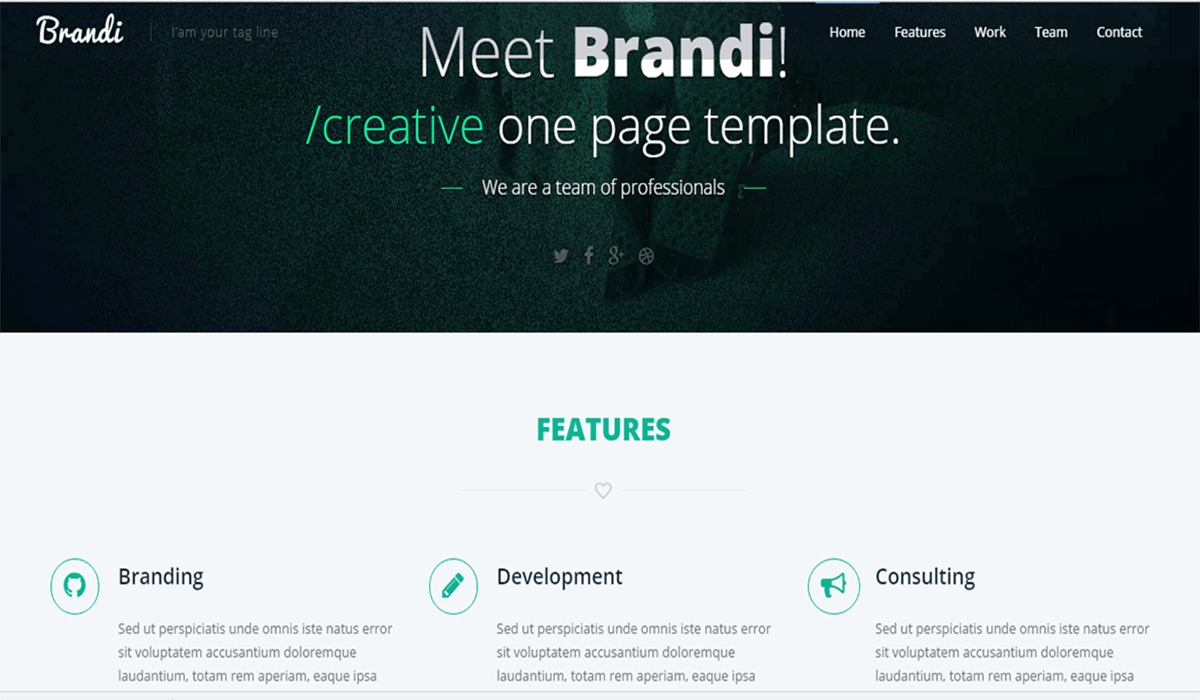 Brandi
I'am your tag line
Home Features Work Team Contact
Meet Brandi!
/creative one page template.
We are a team of professionals
FEATURES
Branding
Sed ut perspiciatis unde omnis iste natus error
sit voluptatem accusantium doloremque
laudantium, totam rem aperiam, eaque ipsa
Development
Sed ut perspiciatis unde omnis iste natus error
sit voluptatem accusantium doloremque
laudantium, totam rem aperiam, eaque ipsa
Consulting
Sed ut perspiciatis unde omnis iste natus error
sit voluptatem accusantium doloremque
laudantium, totam rem aperiam, eaque ipsa